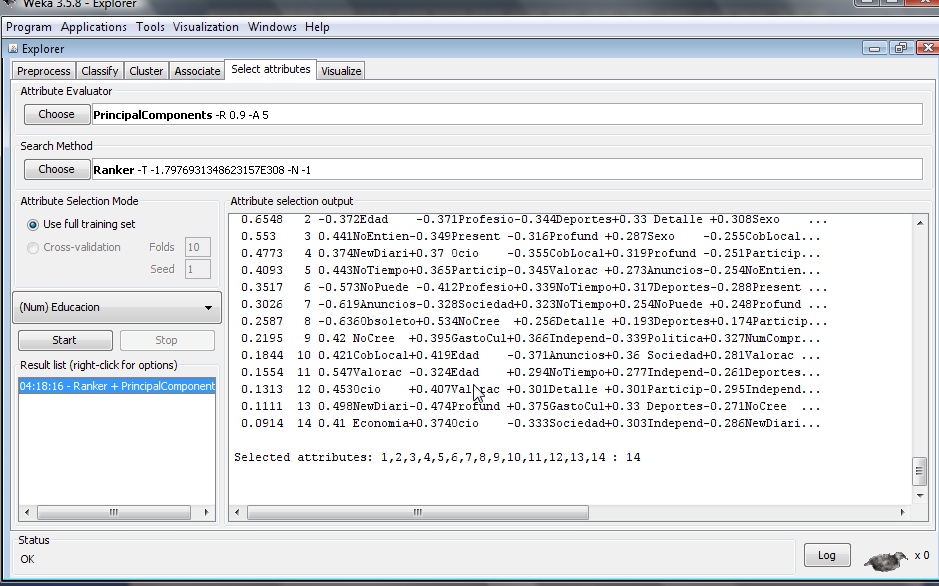 Weka 3.5.8 - Explorer
Program Applications Tools Visualization Windows Help
Explorer
Preprocess Classify Cluster Associate Select attributes Visualize
Attribute Evaluator
Choose PrincipalComponents -R 0.9 -A 5
Search Method
Choose Ranker -T -1.7976931348623157E308 -N -1
Attribute Selection Mode
Use full training set
Cross-validation Folds 10
Seed 1
(Num) Educacion
Start Stop
Result list (right-click for options)
04:18:16 - Ranker + PrincipalComponent
Attribute selection output
0.6548 2 -0.372Edad -0.371Profesio-0.344Deportes+0.33 Detalle +0.308Sexo ...
0.553 3 0.441NoEntien-0.349Present -0.316Profund +0.287Sexo -0.255CobLocal...
0.4773 4 0.374NewDiari+0.37 Ocio -0.355CobLocal+0.319Profund -0.251Particip...
0.4093 5 0.443NoTiempo+0.365Particip-0.345Valorac +0.273Anuncios-0.254NoEntien...
0.3517 6 -0.573NoPuede -0.412Profesio+0.339NoTiempo+0.317Deportes-0.288Present ...
0.3026 7 -0.619Anuncios-0.328Sociedad+0.323NoTiempo+0.254NoPuede +0.248Profund ...
0.2587 8 -0.636Obsoleto+0.534NoCree +0.256Detalle +0.193Deportes+0.174Particip...
0.2195 9 0.42 NoCree +0.395GastoCul+0.366Independ-0.339Politica+0.327NumCompr...
0.1844 10 0.421CobLocal+0.419Edad -0.371Anuncios+0.36 Sociedad+0.281Valorac ...
0.1554 11 0.547Valorac -0.324Edad +0.294NoTiempo+0.277Independ-0.261Deportes...
0.1313 12 0.453Ocio +0.407Valorac +0.301Detalle +0.301Particip-0.295Independ...
0.1111 13 0.498NewDiari-0.474Profund +0.375GastoCul+0.33 Deportes-0.271NoCree ...
0.0914 14 0.41 Economia+0.374Ocio -0.333Sociedad+0.303Independ-0.286NewDiari...
Selected attributes: 1,2,3,4,5,6,7,8,9,10,11,12,13,14 : 14
Status
OK
Log x 0